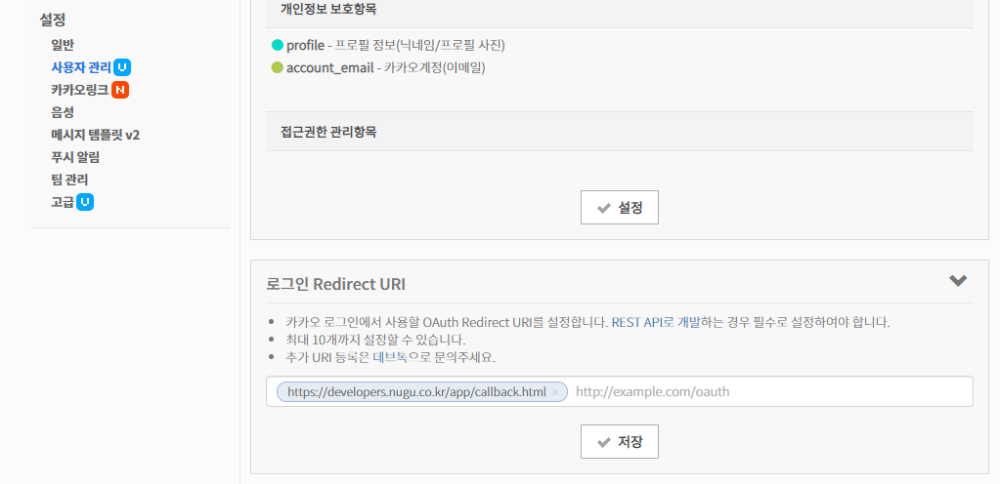 설정
일반
사용자 관리 U
카카오링크 N
음성
메시지 템플릿 v2
푸시 알림
팀 관리
고급 U
개인정보 보호항목
profile - 프로필 정보(닉네임/프로필 사진)
account_email - 카카오계정(이메일)
접근권한 관리항목
설정
로그인 Redirect URI
카카오 로그인에서 사용할 OAuth Redirect URI를 설정합니다. REST API로 개발하는 경우 필수로 설정하여야 합니다.
최대 10개까지 설정할 수 있습니다.
추가 URI 등록은 데브톡으로 문의주세요.
https://developers.nugu.co.kr/app/callback.html × http://example.com/oauth
저장